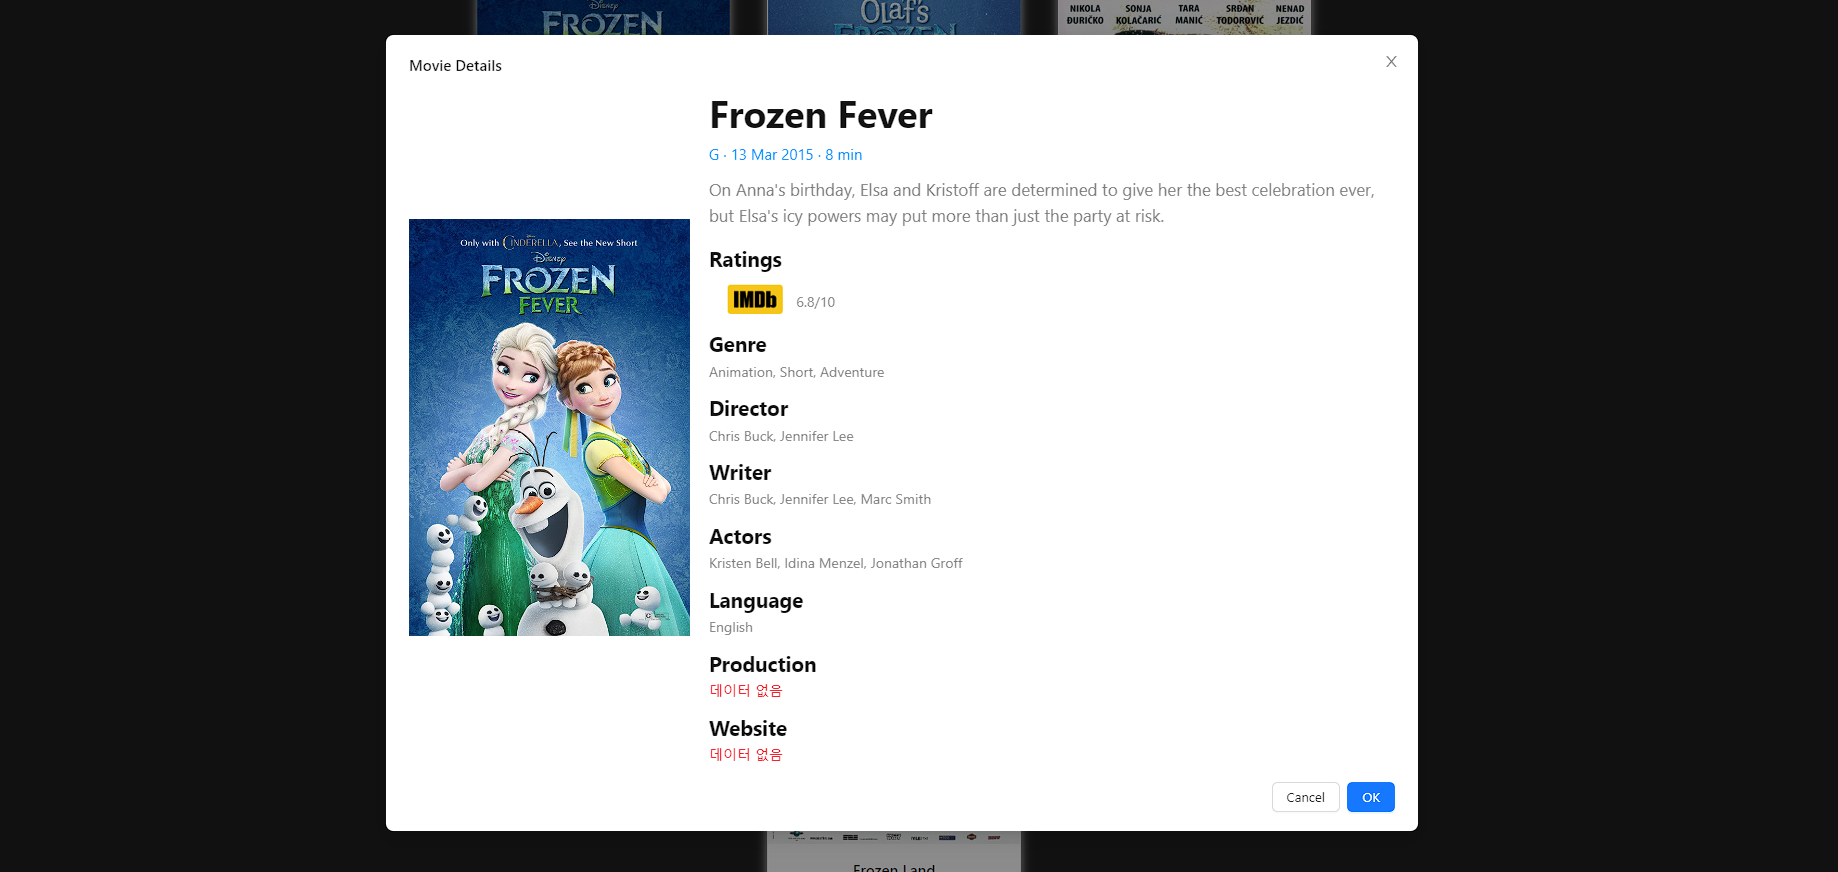 Disney
FROZEN
Olaf's
FROZEN
NIKOLA SONJA TARA SRĐAN NENAD
ĐURIČKO KOLAČARIĆ MANIĆ TODOROVIĆ JEZDIĆ
Movie Details
Frozen Fever
G · 13 Mar 2015 · 8 min
On Anna's birthday, Elsa and Kristoff are determined to give her the best celebration ever,
but Elsa's icy powers may put more than just the party at risk.
Only with CINDERELLA, See the New Short
Disney
FROZEN
FEVER
Ratings
IMDb 6.8/10
Genre
Animation, Short, Adventure
Director
Chris Buck, Jennifer Lee
Writer
Chris Buck, Jennifer Lee, Marc Smith
Actors
Kristen Bell, Idina Menzel, Jonathan Groff
Language
English
Production
데이터 없음
Website
데이터 없음
Cancel OK
Frozen Land